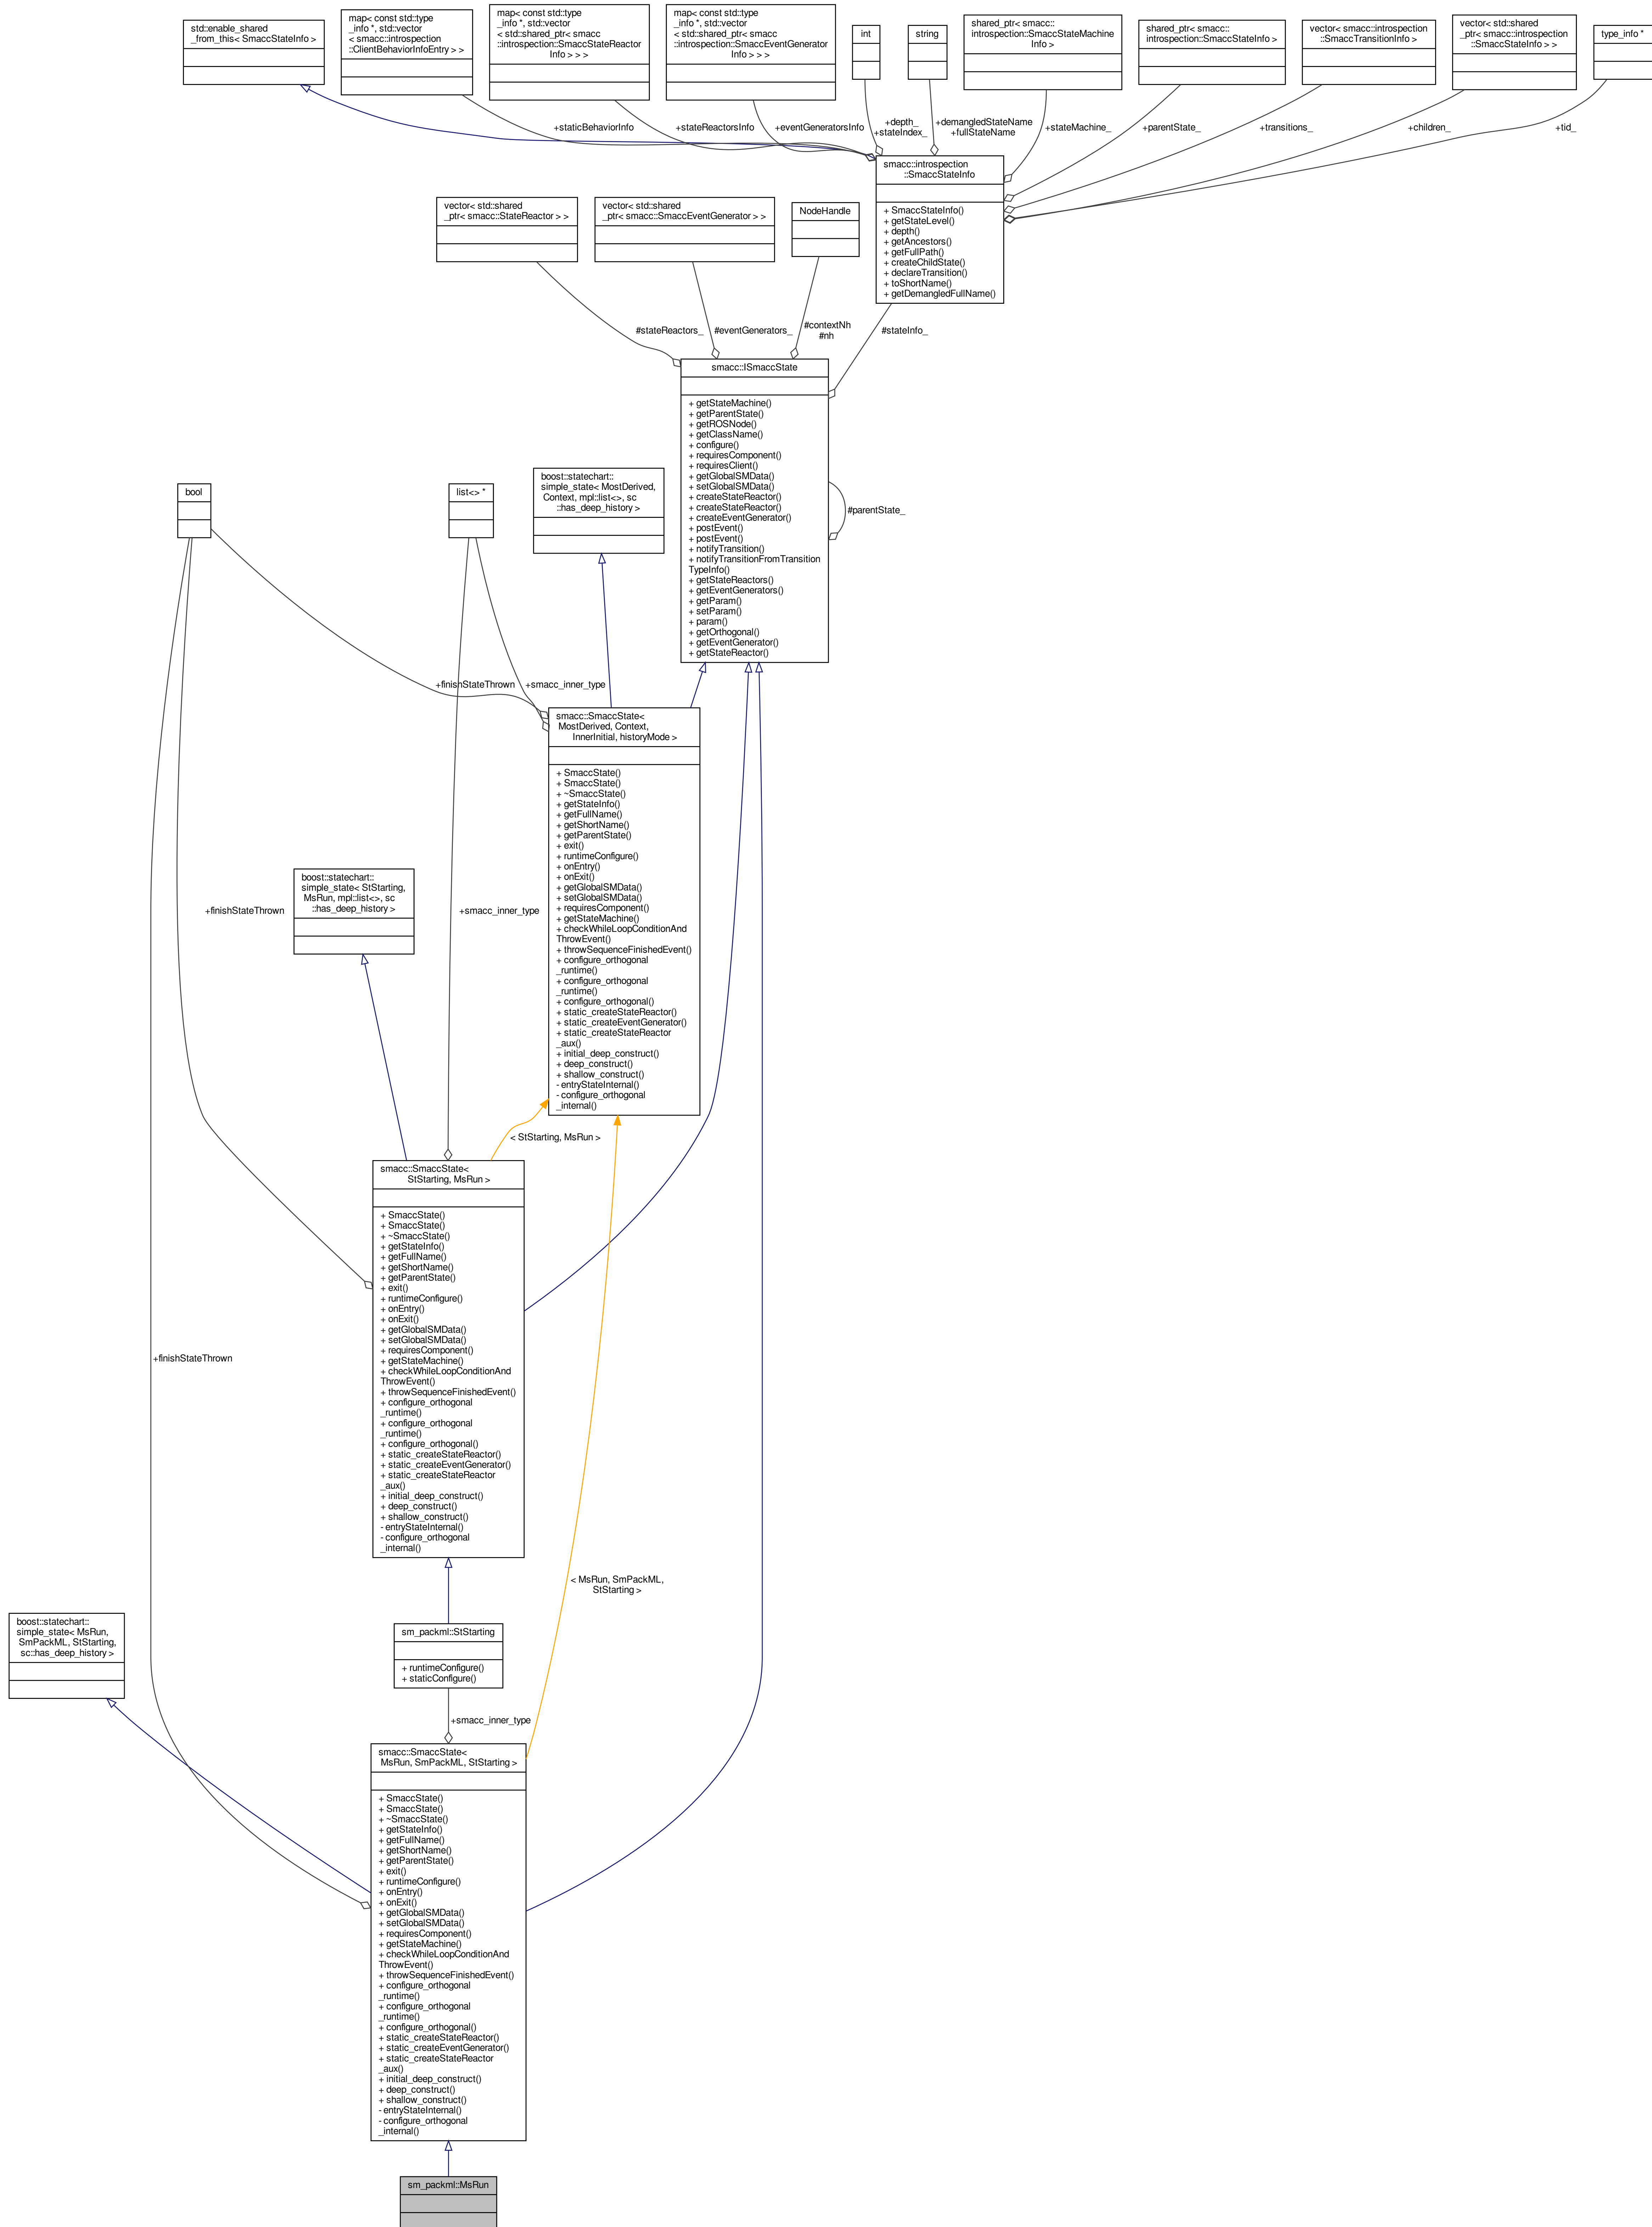 std::enable_shared
_from_this< SmaccStateInfo >
map< const std::type
_info *, std::vector
< smacc::introspection
::ClientBehaviorInfoEntry > >
map< const std::type
_info *, std::vector
< std::shared_ptr< smacc
::introspection::SmaccStateReactor
Info > > >
map< const std::type
_info *, std::vector
< std::shared_ptr< smacc
::introspection::SmaccEventGenerator
Info > > >
int
string
shared_ptr< smacc::
introspection::SmaccStateMachine
Info >
shared_ptr< smacc::
introspection::SmaccStateInfo >
vector< smacc::introspection
::SmaccTransitionInfo >
vector< std::shared
_ptr< smacc::introspection
::SmaccStateInfo > >
type_info *
+staticBehaviorInfo
+stateReactorsInfo
+eventGeneratorsInfo
+depth_
+stateIndex_
+demangledStateName
+fullStateName
+stateMachine_
+parentState_
+transitions_
+children_
+tid_
smacc::introspection
::SmaccStateInfo
+ SmaccStateInfo()
+ getStateLevel()
+ depth()
+ getAncestors()
+ getFullPath()
+ createChildState()
+ declareTransition()
+ toShortName()
+ getDemangledFullName()
vector< std::shared
_ptr< smacc::StateReactor > >
vector< std::shared
_ptr< smacc::SmaccEventGenerator > >
NodeHandle
#stateReactors_
#eventGenerators_
#contextNh
#nh
#stateInfo_
smacc::ISmaccState
+ getStateMachine()
+ getParentState()
+ getROSNode()
+ getClassName()
+ configure()
+ requiresComponent()
+ requiresClient()
+ getGlobalSMData()
+ setGlobalSMData()
+ createStateReactor()
+ createStateReactor()
+ createEventGenerator()
+ postEvent()
+ postEvent()
+ notifyTransition()
+ notifyTransitionFromTransition
TypeInfo()
+ getStateReactors()
+ getEventGenerators()
+ getParam()
+ setParam()
+ param()
+ getOrthogonal()
+ getEventGenerator()
+ getStateReactor()
#parentState_
bool
list<> *
boost::statechart::
simple_state< MostDerived,
Context, mpl::list<>, sc
::has_deep_history >
+finishStateThrown
+smacc_inner_type
smacc::SmaccState<
MostDerived, Context,
InnerInitial, historyMode >
+ SmaccState()
+ SmaccState()
+ ~SmaccState()
+ getStateInfo()
+ getFullName()
+ getShortName()
+ getParentState()
+ exit()
+ runtimeConfigure()
+ onEntry()
+ onExit()
+ getGlobalSMData()
+ setGlobalSMData()
+ requiresComponent()
+ getStateMachine()
+ checkWhileLoopConditionAnd
ThrowEvent()
+ throwSequenceFinishedEvent()
+ configure_orthogonal
_runtime()
+ configure_orthogonal
_runtime()
+ configure_orthogonal()
+ static_createStateReactor()
+ static_createEventGenerator()
+ static_createStateReactor
_aux()
+ initial_deep_construct()
+ deep_construct()
+ shallow_construct()
- entryStateInternal()
- configure_orthogonal
_internal()
boost::statechart::
simple_state< StStarting,
MsRun, mpl::list<>, sc
::has_deep_history >
+finishStateThrown
+smacc_inner_type
< StStarting, MsRun >
smacc::SmaccState<
StStarting, MsRun >
+ SmaccState()
+ SmaccState()
+ ~SmaccState()
+ getStateInfo()
+ getFullName()
+ getShortName()
+ getParentState()
+ exit()
+ runtimeConfigure()
+ onEntry()
+ onExit()
+ getGlobalSMData()
+ setGlobalSMData()
+ requiresComponent()
+ getStateMachine()
+ checkWhileLoopConditionAnd
ThrowEvent()
+ throwSequenceFinishedEvent()
+ configure_orthogonal
_runtime()
+ configure_orthogonal
_runtime()
+ configure_orthogonal()
+ static_createStateReactor()
+ static_createEventGenerator()
+ static_createStateReactor
_aux()
+ initial_deep_construct()
+ deep_construct()
+ shallow_construct()
- entryStateInternal()
- configure_orthogonal
_internal()
+finishStateThrown
< MsRun, SmPackML,
StStarting >
boost::statechart::
simple_state< MsRun,
SmPackML, StStarting,
sc::has_deep_history >
sm_packml::StStarting
+ runtimeConfigure()
+ staticConfigure()
+smacc_inner_type
smacc::SmaccState<
MsRun, SmPackML, StStarting >
+ SmaccState()
+ SmaccState()
+ ~SmaccState()
+ getStateInfo()
+ getFullName()
+ getShortName()
+ getParentState()
+ exit()
+ runtimeConfigure()
+ onEntry()
+ onExit()
+ getGlobalSMData()
+ setGlobalSMData()
+ requiresComponent()
+ getStateMachine()
+ checkWhileLoopConditionAnd
ThrowEvent()
+ throwSequenceFinishedEvent()
+ configure_orthogonal
_runtime()
+ configure_orthogonal
_runtime()
+ configure_orthogonal()
+ static_createStateReactor()
+ static_createEventGenerator()
+ static_createStateReactor
_aux()
+ initial_deep_construct()
+ deep_construct()
+ shallow_construct()
- entryStateInternal()
- configure_orthogonal
_internal()
sm_packml::MsRun